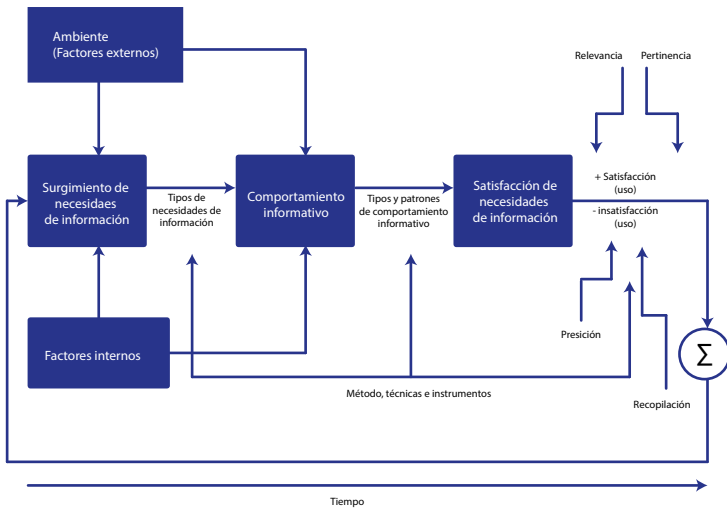 Ambiente
(Factores externos)
Relevancia
Pertinencia
Surgimiento de
necesidaes
de información
Tipos de
necesidades de
información
Comportamiento
informativo
Tipos y patrones
de comportamiento
informativo
Satisfacción de
necesidades
de información
+ Satisfacción
(uso)
- insatisfacción
(uso)
Presición
Factores internos
Σ
Método, técnicas e instrumentos
Recopilación
Tiempo